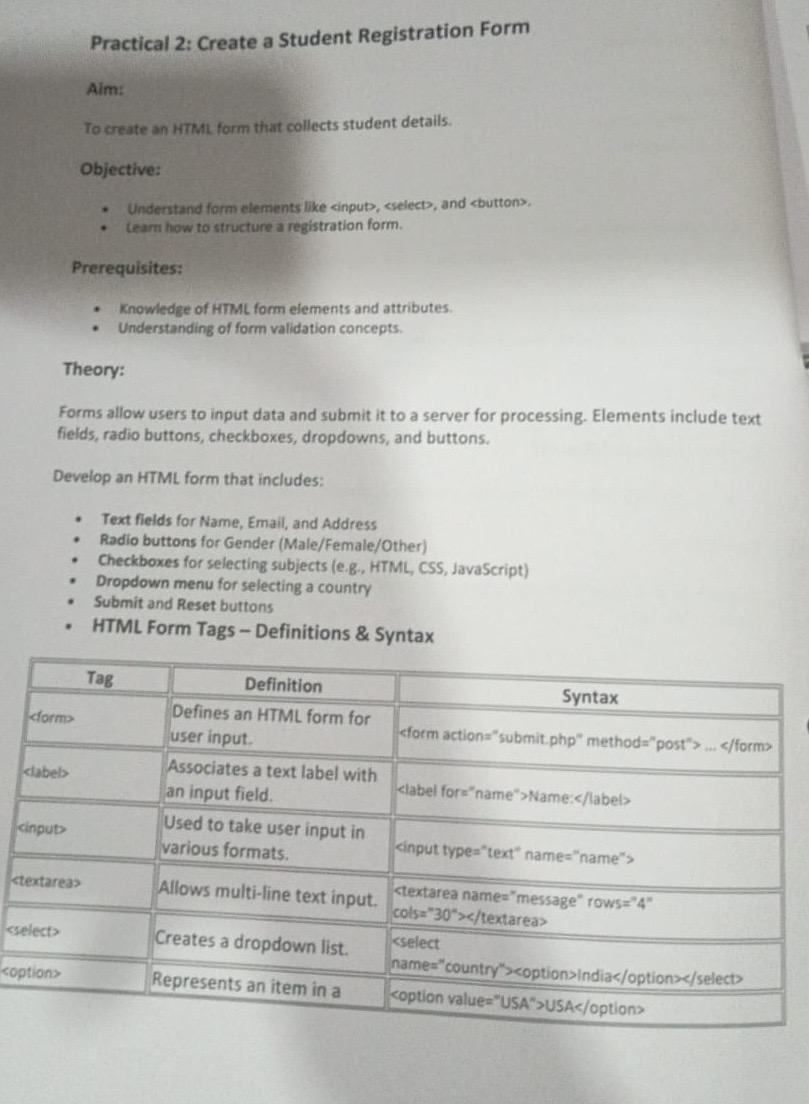 Practical 2: Create a Student Registration Form
Aim:
To create an HTML form that collects student details.
Objective:
• Understand form elements like <input>, <select>, and <button>.
• Learn how to structure a registration form.
Prerequisites:
• Knowledge of HTML form elements and attributes.
• Understanding of form validation concepts.
Theory:
Forms allow users to input data and submit it to a server for processing. Elements include text
fields, radio buttons, checkboxes, dropdowns, and buttons.
Develop an HTML form that includes:
• Text fields for Name, Email, and Address
• Radio buttons for Gender (Male/Female/Other)
• Checkboxes for selecting subjects (e.g., HTML, CSS, JavaScript)
• Dropdown menu for selecting a country
• Submit and Reset buttons
• HTML Form Tags – Definitions & Syntax
Tag Definition Syntax
<form> Defines an HTML form for
user input. <form action="submit.php" method="post"> ... </form>
<label> Associates a text label with
an input field. <label for="name">Name:</label>
<input> Used to take user input in
various formats. <input type="text" name="name">
<textarea> Allows multi-line text input. <textarea name="message" rows="4"
cols="30"></textarea>
<select> Creates a dropdown list. <select
name="country"><option>India</option></select>
<option> Represents an item in a <option value="USA">USA</option>